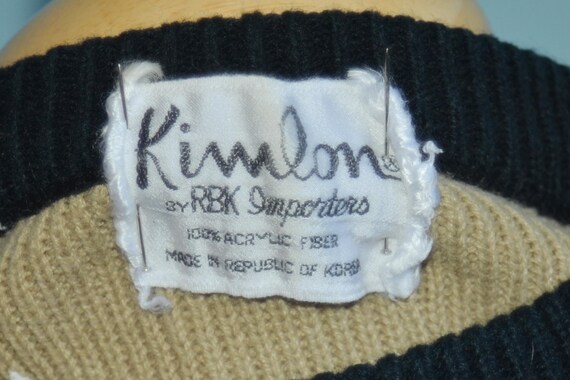 Kimlon®
BY RBK Importers
100% ACRYLIC FIBER
MADE IN REPUBLIC OF KOREA